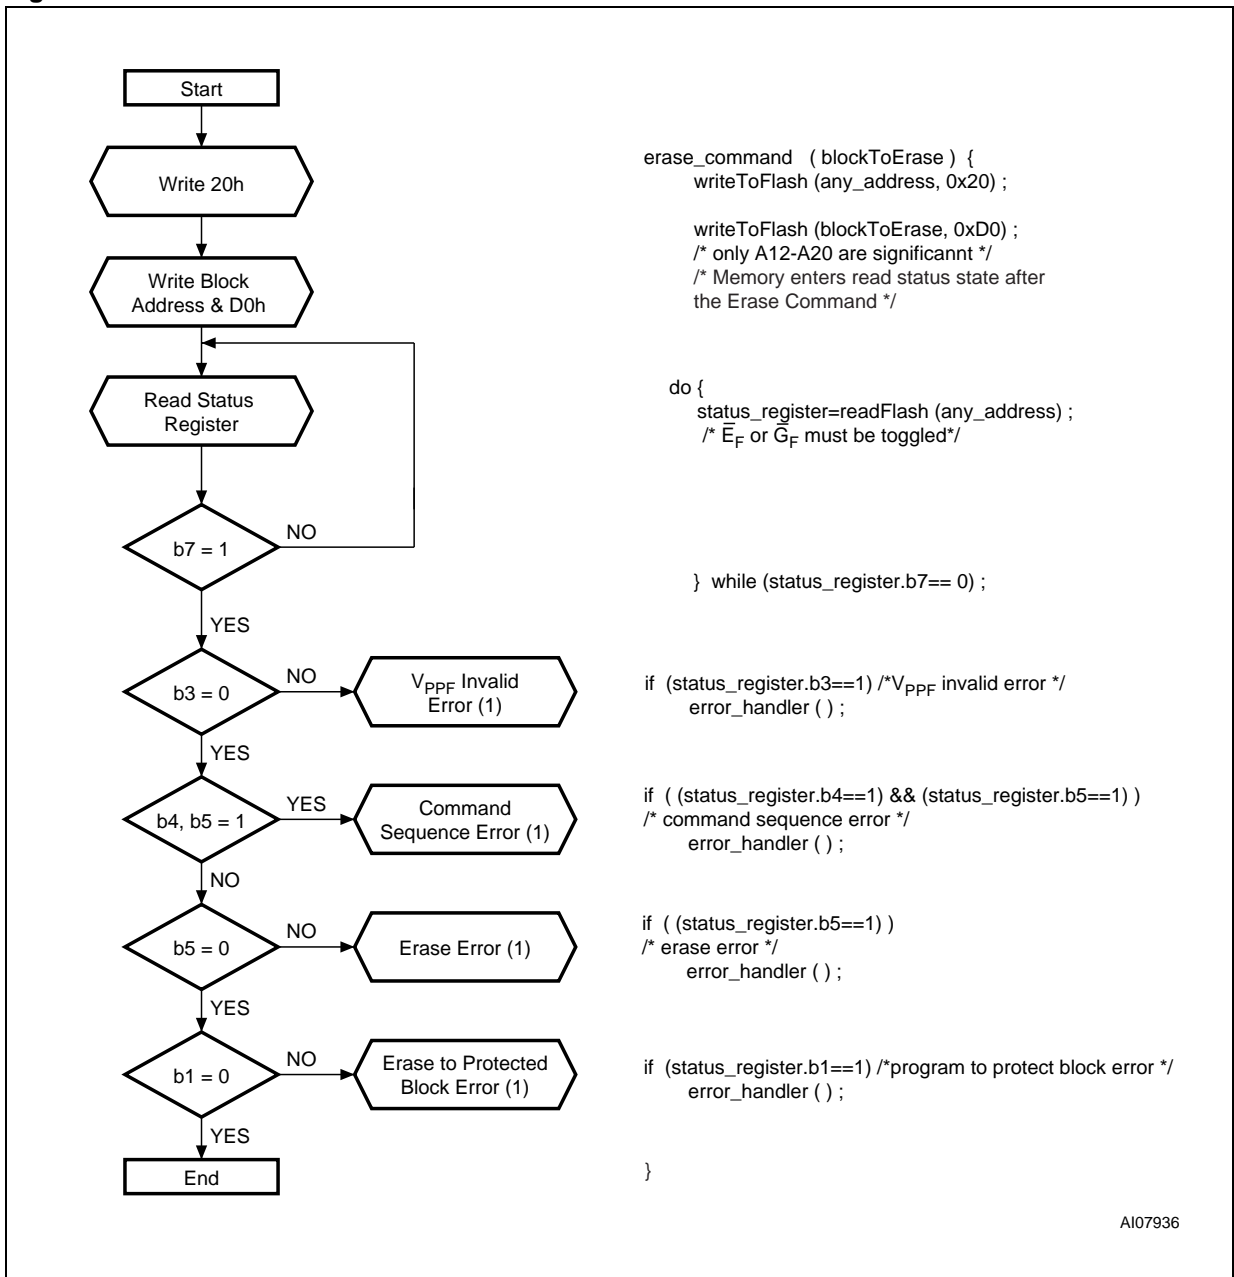 Start
Write 20h
Write Block
Address & D0h
Read Status
Register
b7 = 1
NO
YES
b3 = 0
NO
V_PPF Invalid
Error (1)
YES
b4, b5 = 1
YES
Command
Sequence Error (1)
NO
b5 = 0
NO
Erase Error (1)
YES
b1 = 0
NO
Erase to Protected
Block Error (1)
YES
End
erase_command ( blockToErase ) {
writeToFlash (any_address, 0x20) ;
writeToFlash (blockToErase, 0xD0) ;
/* only A12-A20 are significannt */
/* Memory enters read status state after
the Erase Command */
do {
status_register=readFlash (any_address) ;
/* E̅_F or G̅_F must be toggled*/
} while (status_register.b7== 0) ;
if (status_register.b3==1) /*V_PPF invalid error */
error_handler ( ) ;
if ( (status_register.b4==1) && (status_register.b5==1) )
/* command sequence error */
error_handler ( ) ;
if ( (status_register.b5==1) )
/* erase error */
error_handler ( ) ;
if (status_register.b1==1) /*program to protect block error */
error_handler ( ) ;
}
AI07936